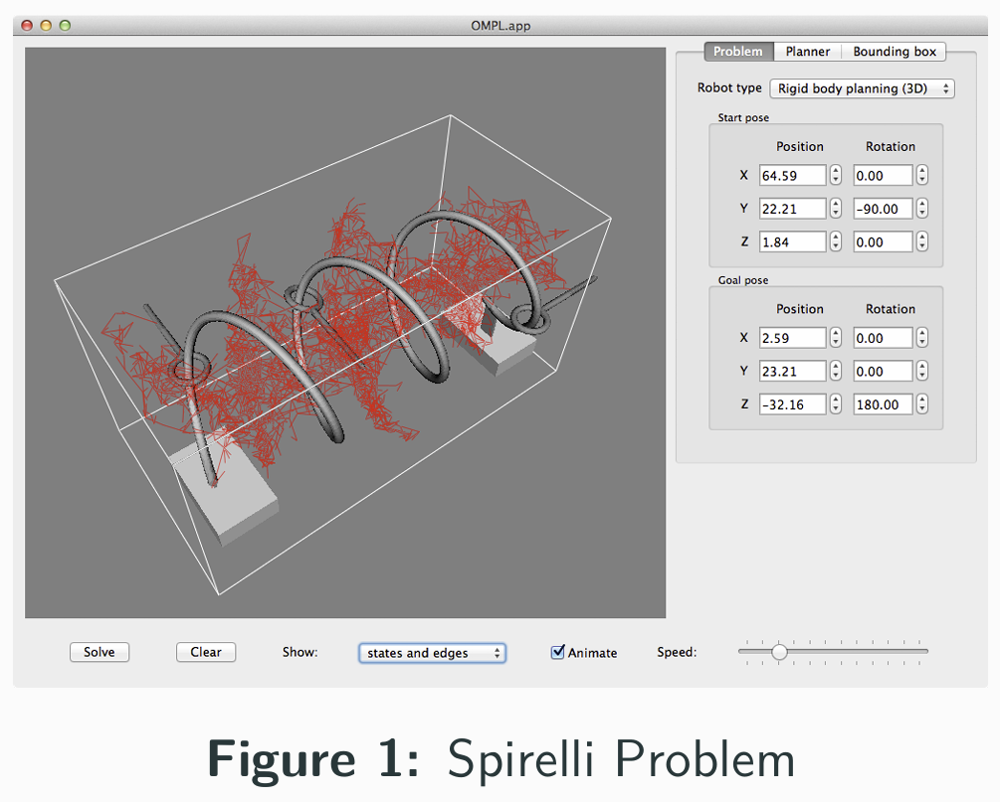 OMPL.app
Problem Planner Bounding box
Robot type Rigid body planning (3D)
Start pose
Position Rotation
X 64.59 0.00
Y 22.21 -90.00
Z 1.84 0.00
Goal pose
Position Rotation
X 2.59 0.00
Y 23.21 0.00
Z -32.16 180.00
Solve Clear Show: states and edges Animate Speed:
Figure 1: Spirelli Problem